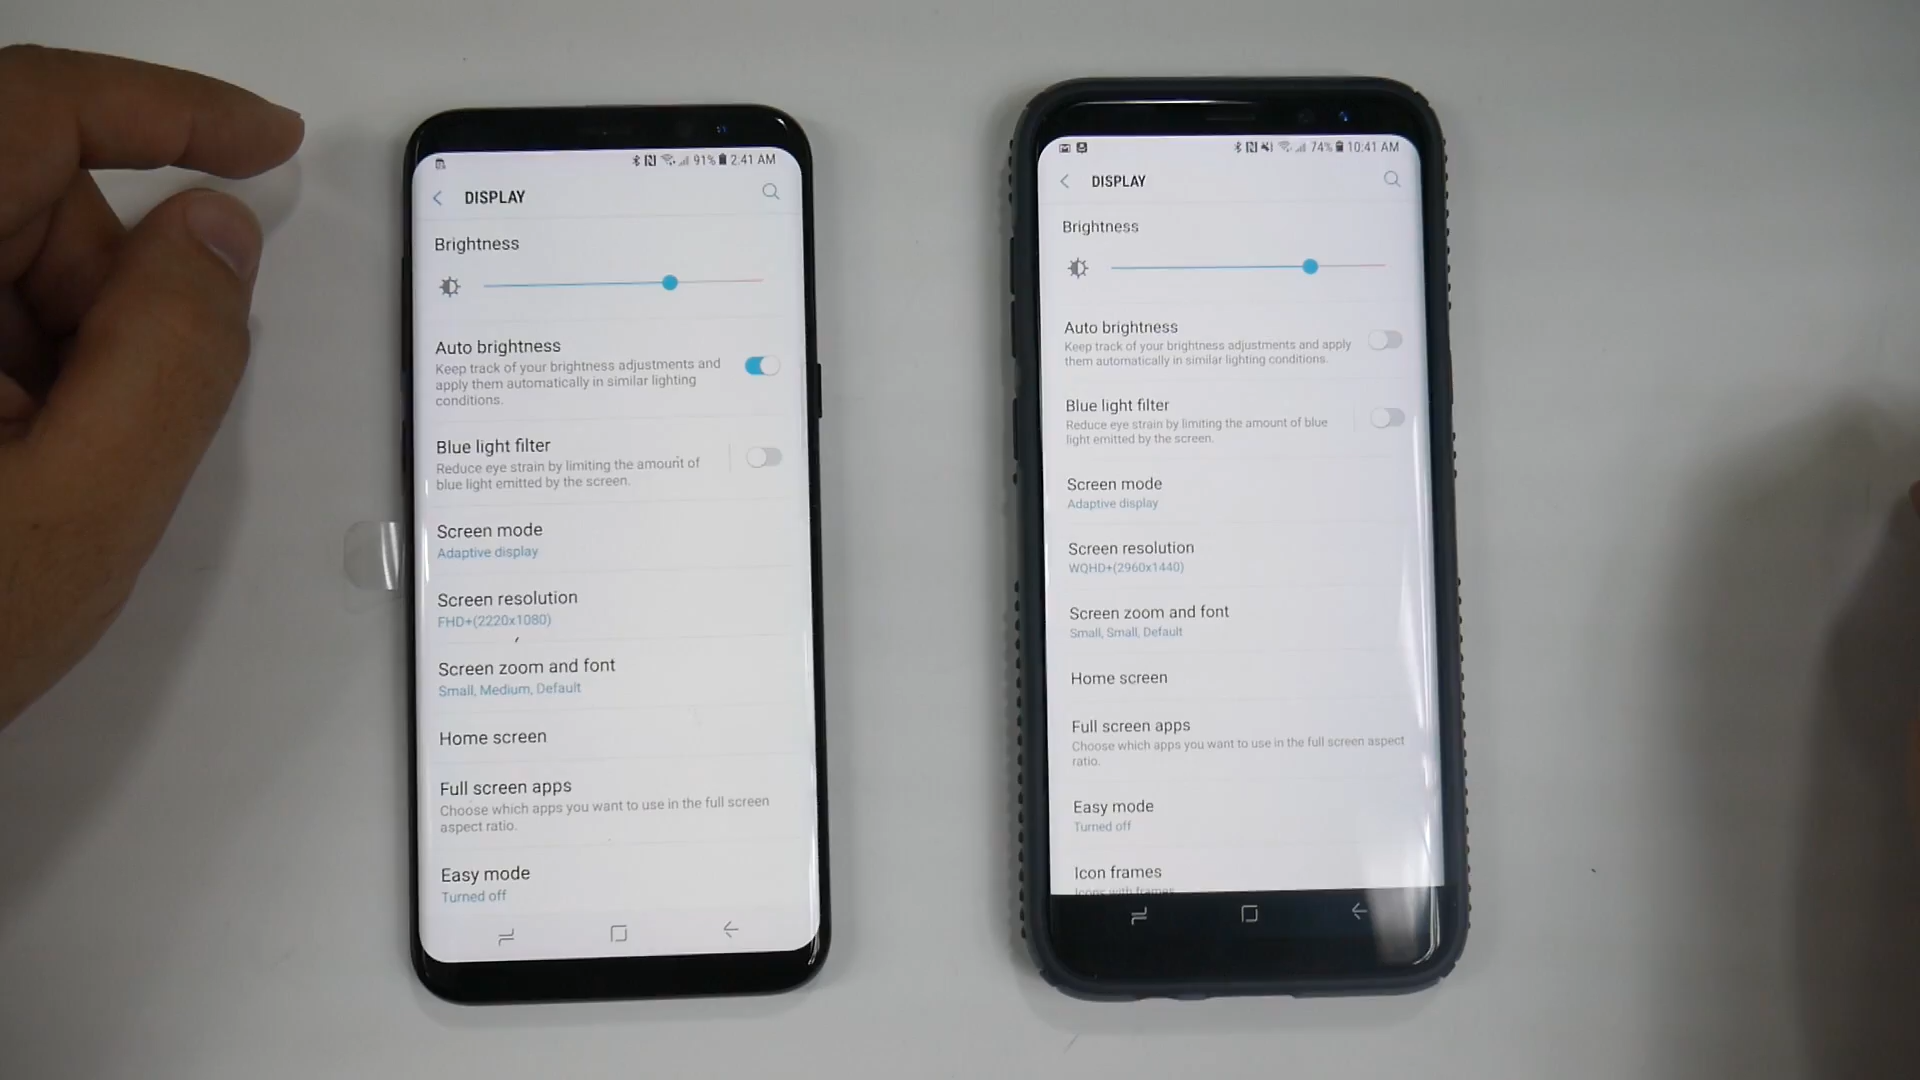 91% 2:41 AM
DISPLAY
Brightness
Auto brightness
Keep track of your brightness adjustments and
apply them automatically in similar lighting
conditions.
Blue light filter
Reduce eye strain by limiting the amount of
blue light emitted by the screen.
Screen mode
Adaptive display
Screen resolution
FHD+(2220x1080)
Screen zoom and font
Small, Medium, Default
Home screen
Full screen apps
Choose which apps you want to use in the full screen
aspect ratio.
Easy mode
Turned off
74% 10:41 AM
DISPLAY
Brightness
Auto brightness
Keep track of your brightness adjustments and apply
them automatically in similar lighting conditions.
Blue light filter
Reduce eye strain by limiting the amount of blue
light emitted by the screen.
Screen mode
Adaptive display
Screen resolution
WQHD+(2960x1440)
Screen zoom and font
Small, Small, Default
Home screen
Full screen apps
Choose which apps you want to use in the full screen aspect
ratio.
Easy mode
Turned off
Icon frames
Icons with frames